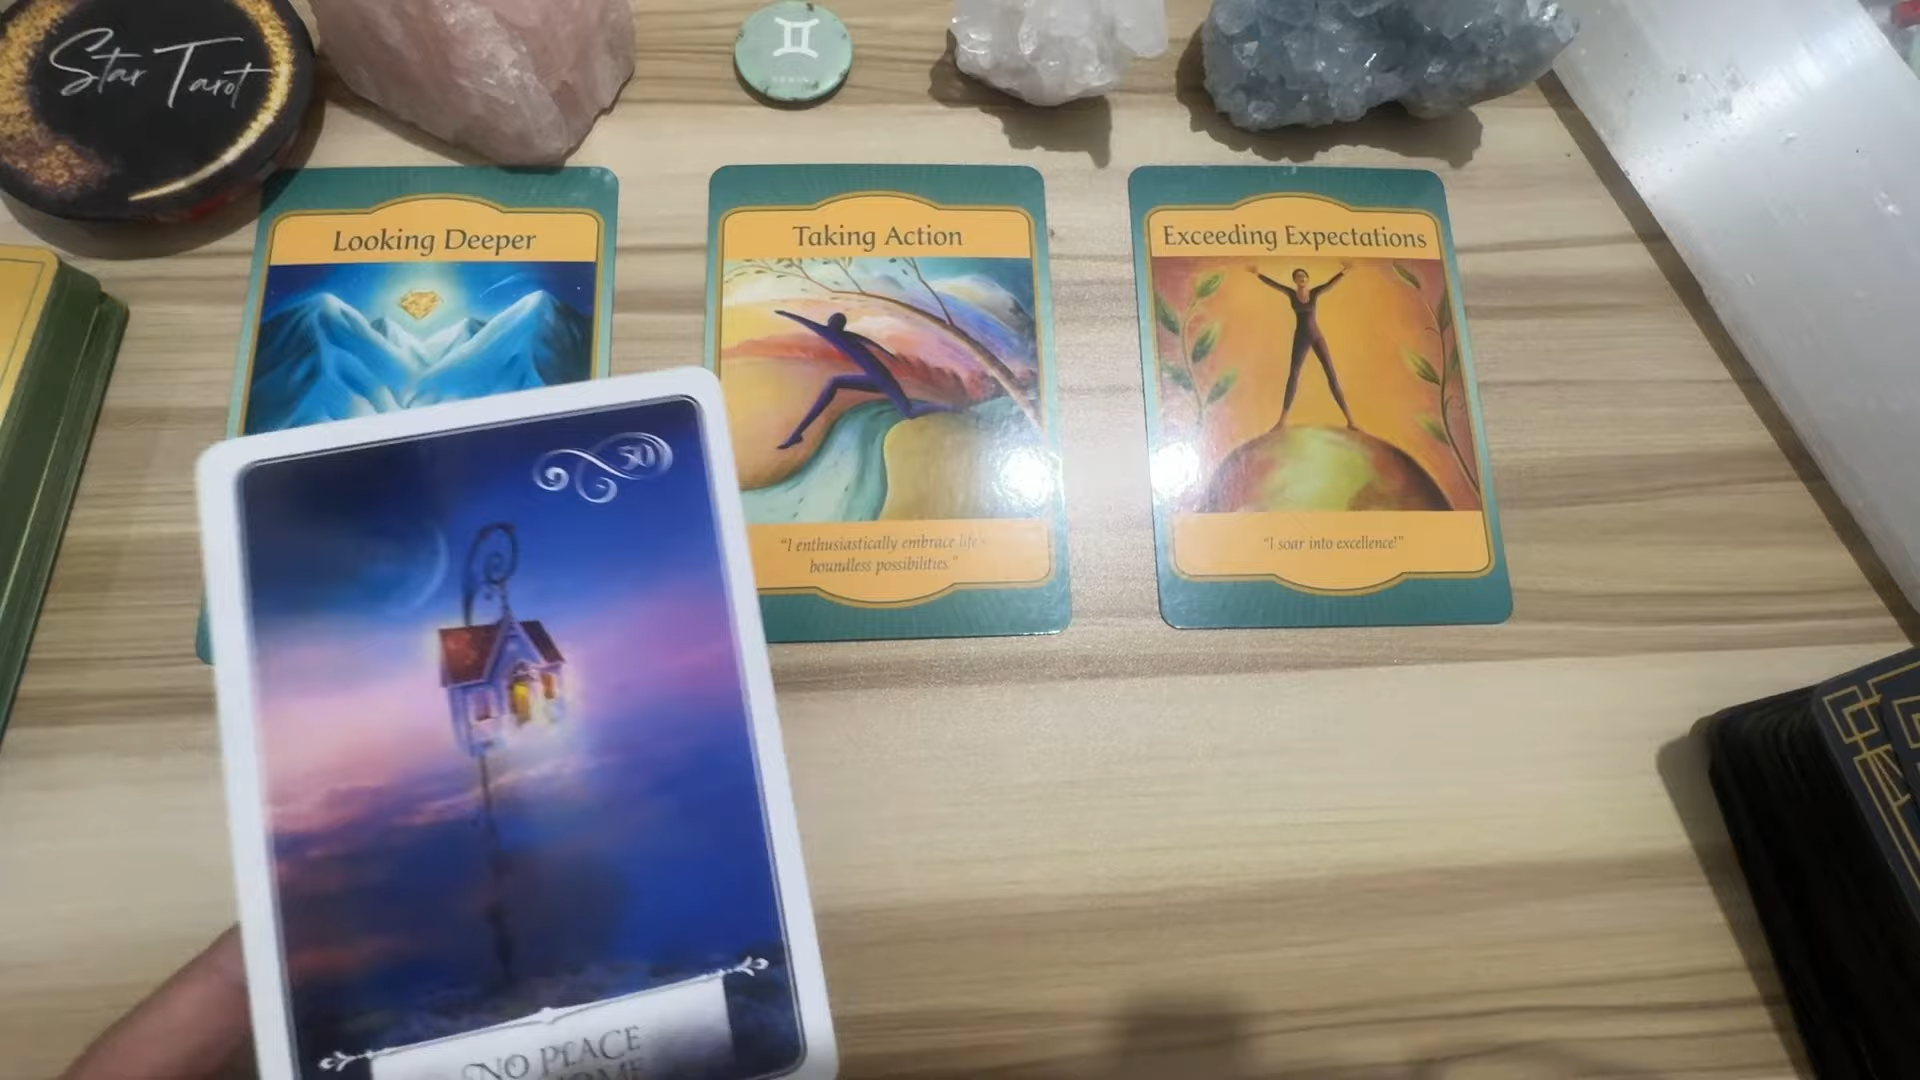 Star Tarot
Looking Deeper
Taking Action
Exceeding Expectations
"I enthusiastically embrace life's
boundless possibilities."
"I soar into excellence!"
50
NO PLACE
HOME